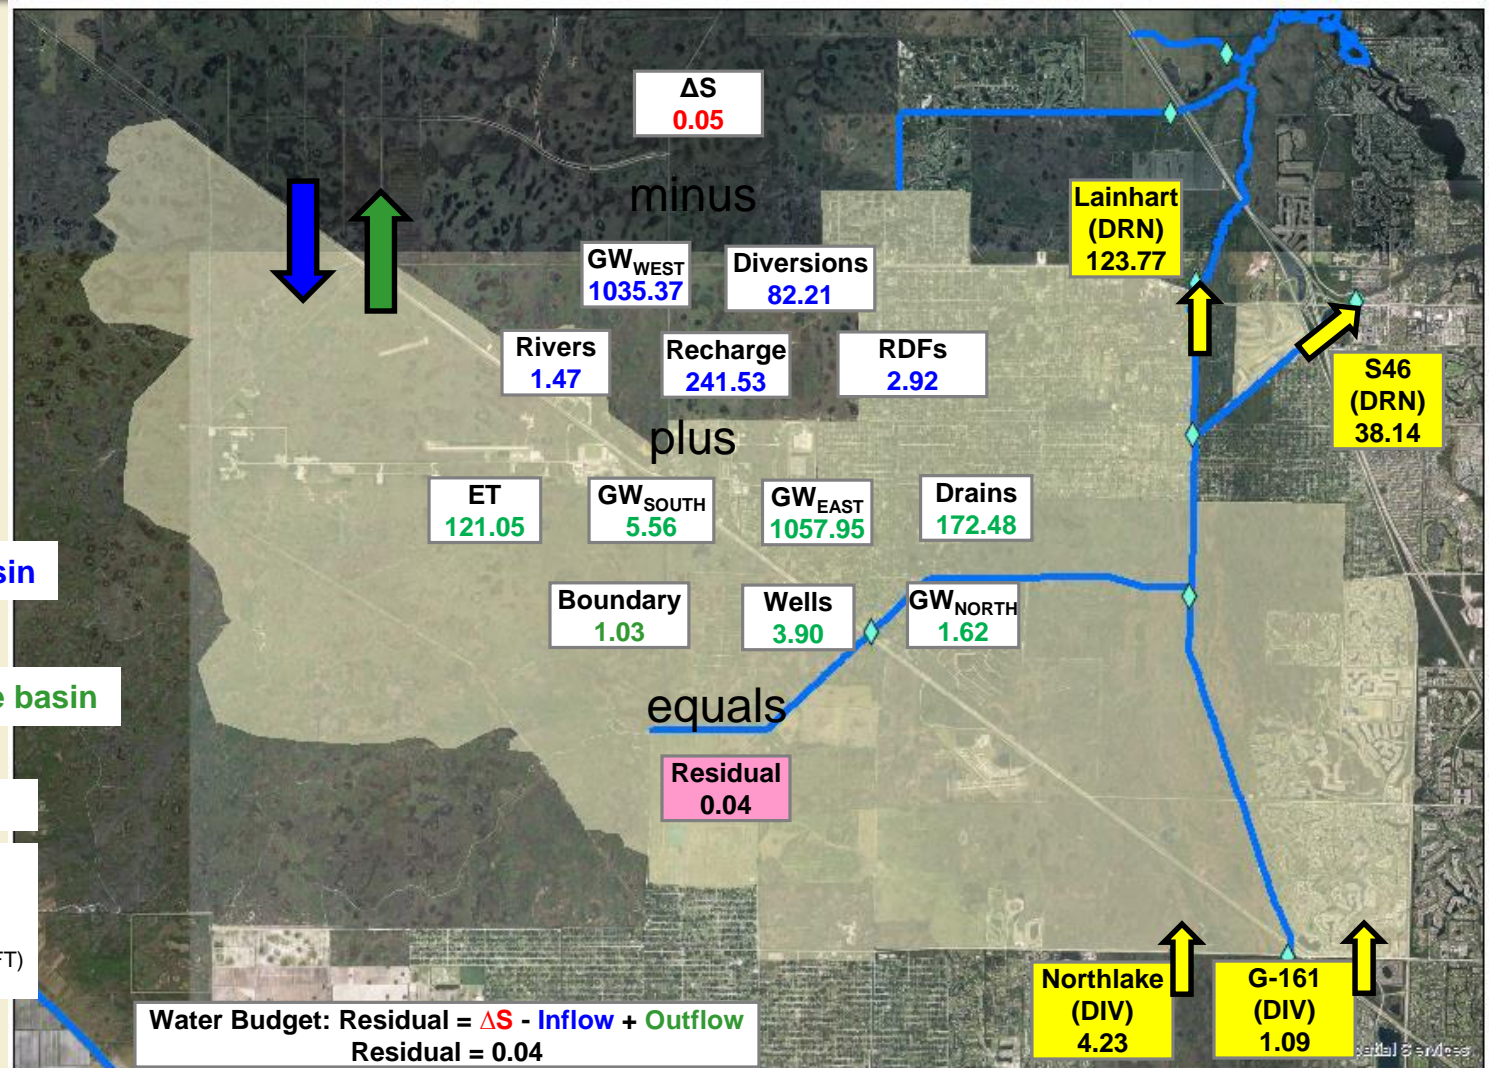 ΔS
0.05
minus
GWWEST
1035.37
Diversions
82.21
Lainhart
(DRN)
123.77
Rivers
1.47
Recharge
241.53
RDFs
2.92
S46
(DRN)
38.14
plus
ET
121.05
GWSOUTH
5.56
GWEAST
1057.95
Drains
172.48
sin
Boundary
1.03
Wells
3.90
GWNORTH
1.62
e basin
equals
Residual
0.04
FT)
Northlake
(DIV)
4.23
G-161
(DIV)
1.09
Water Budget: Residual = ΔS - Inflow + Outflow
Residual = 0.04
atial Services